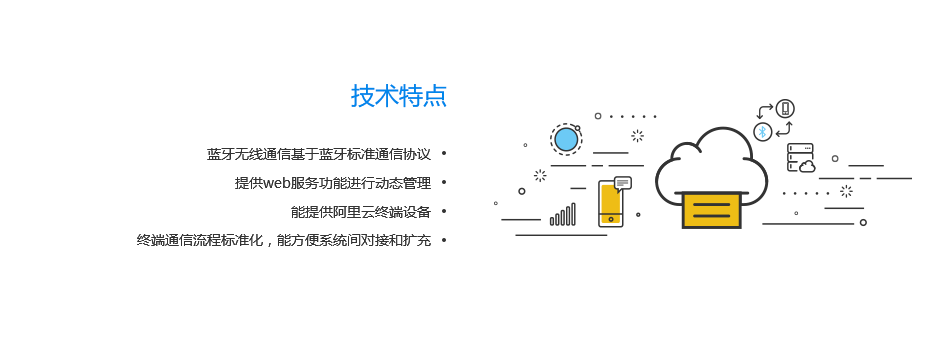 技术特点
蓝牙无线通信基于蓝牙标准通信协议 •
提供web服务功能进行动态管理 •
能提供阿里云终端设备 •
终端通信流程标准化，能方便系统间对接和扩充 •